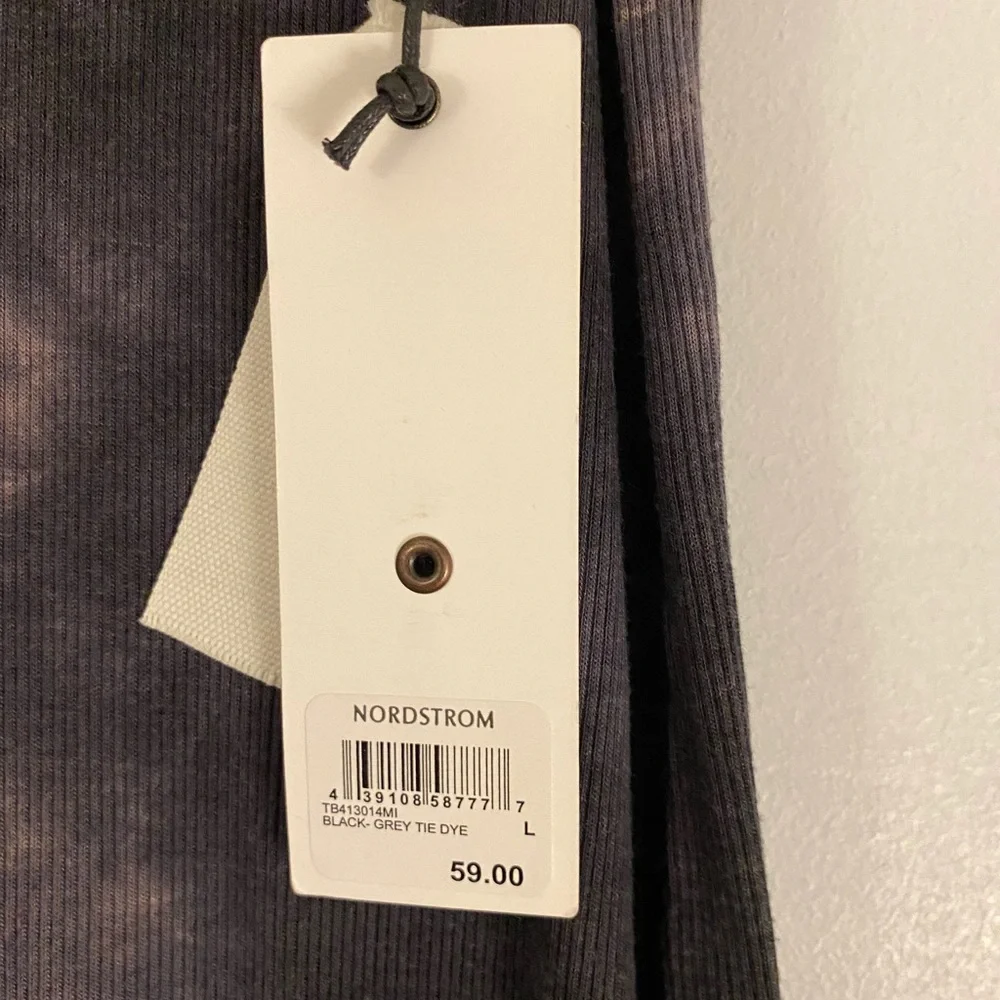 NORDSTROM
4 39108 58777 7
TB413014MI
BLACK- GREY TIE DYE L
59.00